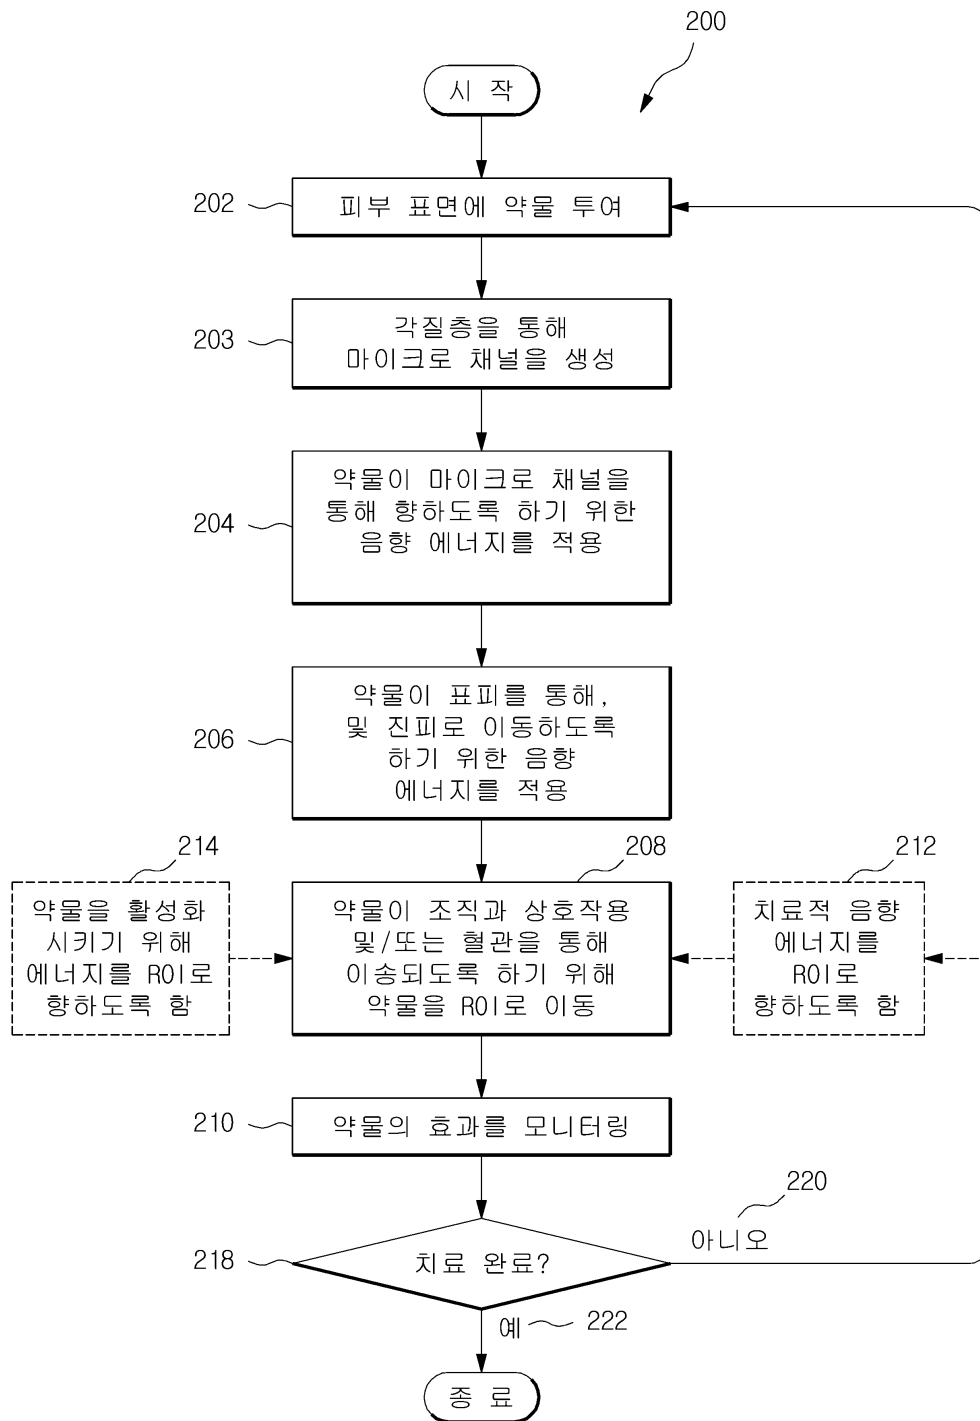 200
시 작
202
피부 표면에 약물 투여
203
각질층을 통해
마이크로 채널을 생성
204
약물이 마이크로 채널을
통해 향하도록 하기 위한
음향 에너지를 적용
206
약물이 표피를 통해,
및 진피로 이동하도록
하기 위한 음향
에너지를 적용
214
약물을 활성화
시키기 위해
에너지를 ROI로
향하도록 함
208
약물이 조직과 상호작용
및/또는 혈관을 통해
이송되도록 하기 위해
약물을 ROI로 이동
212
치료적 음향
에너지를
ROI로
향하도록 함
210
약물의 효과를 모니터링
220
아니오
218
치료 완료?
예
222
종 료